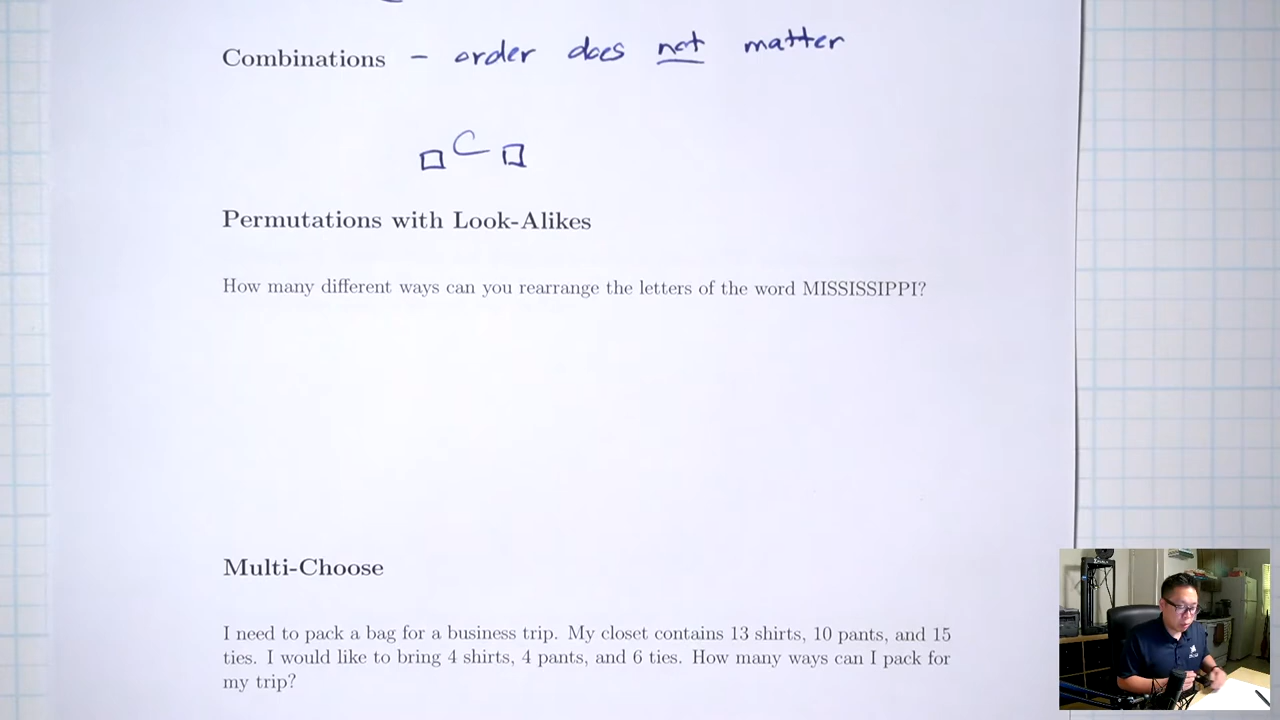 Combinations - order does not matter
□ C □
Permutations with Look-Alikes
How many different ways can you rearrange the letters of the word MISSISSIPPI?
Multi-Choose
I need to pack a bag for a business trip. My closet contains 13 shirts, 10 pants, and 15
ties. I would like to bring 4 shirts, 4 pants, and 6 ties. How many ways can I pack for
my trip?